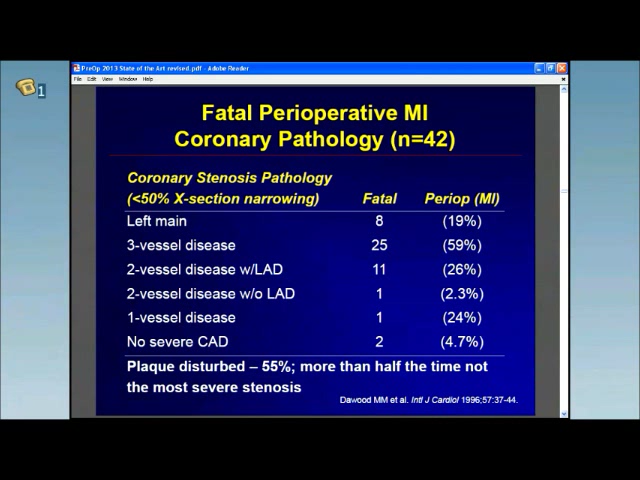 1
PreOp 2013 State of the Art revised.pdf - Adobe Reader
File Edit View Window Help
Fatal Perioperative MI
Coronary Pathology (n=42)
Coronary Stenosis Pathology
(<50% X-section narrowing) Fatal Periop (MI)
Left main 8 (19%)
3-vessel disease 25 (59%)
2-vessel disease w/LAD 11 (26%)
2-vessel disease w/o LAD 1 (2.3%)
1-vessel disease 1 (24%)
No severe CAD 2 (4.7%)
Plaque disturbed – 55%; more than half the time not
the most severe stenosis
Dawood MM et al. Intl J Cardiol 1996;57:37-44.